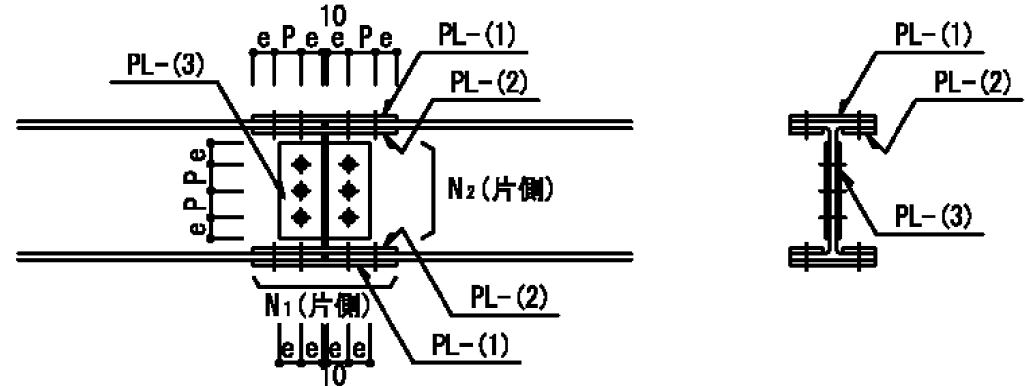 10
e P e e P e
PL-(1)
PL-(2)
PL-(3)
e
P
P
e
N₂(片側)
N₁(片側)
PL-(2)
PL-(1)
e e e e
10
PL-(1)
PL-(2)
PL-(3)